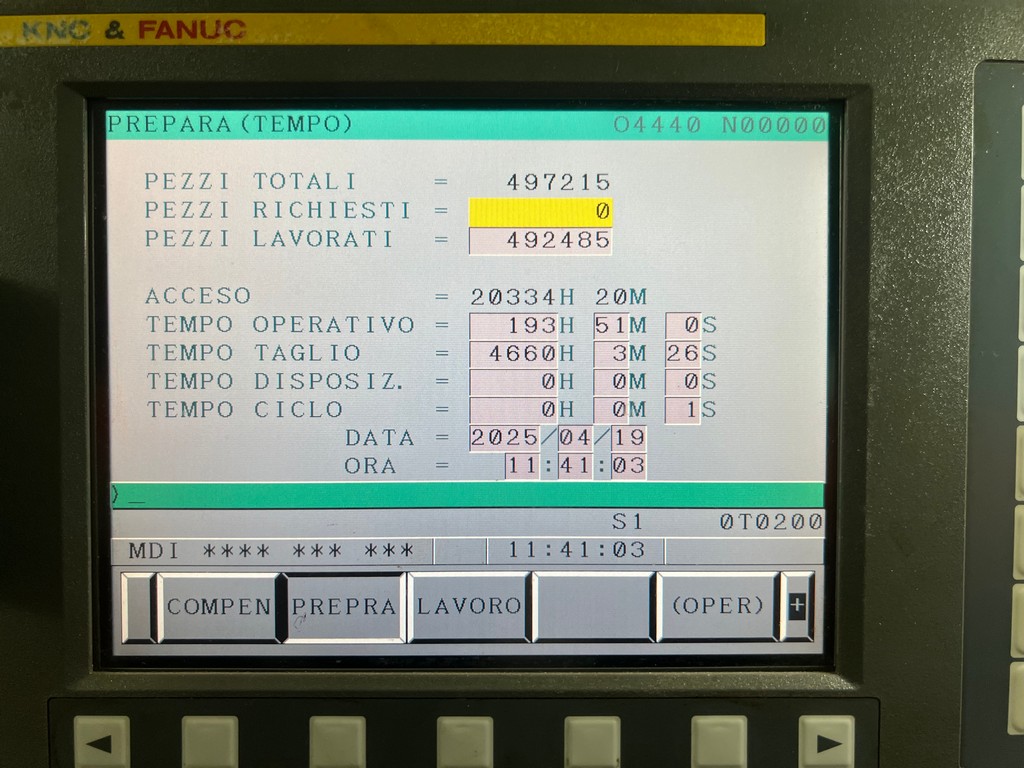 KNC & FANUC
PREPARA(TEMPO) O4440 N00000
PEZZI TOTALI = 497215
PEZZI RICHIESTI = 0
PEZZI LAVORATI = 492485
ACCESO = 20334H 20M
TEMPO OPERATIVO = 193H 51M 0S
TEMPO TAGLIO = 4660H 3M 26S
TEMPO DISPOSIZ. = 0H 0M 0S
TEMPO CICLO = 0H 0M 1S
DATA = 2025/04/19
ORA = 11:41:03
)_
S1 0T0200
MDI **** *** *** 11:41:03
COMPEN PREPRA LAVORO (OPER) +